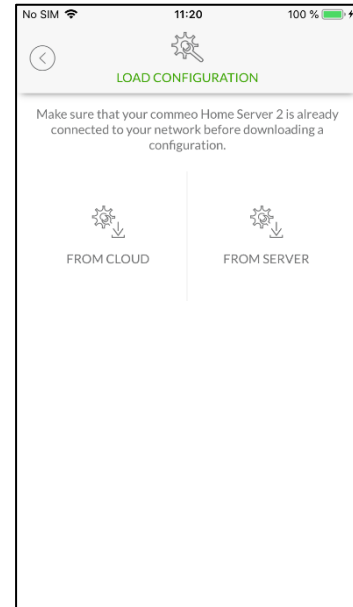 No SIM 11:20 100 %
LOAD CONFIGURATION
Make sure that your commeo Home Server 2 is already
connected to your network before downloading a
configuration.
FROM CLOUD FROM SERVER